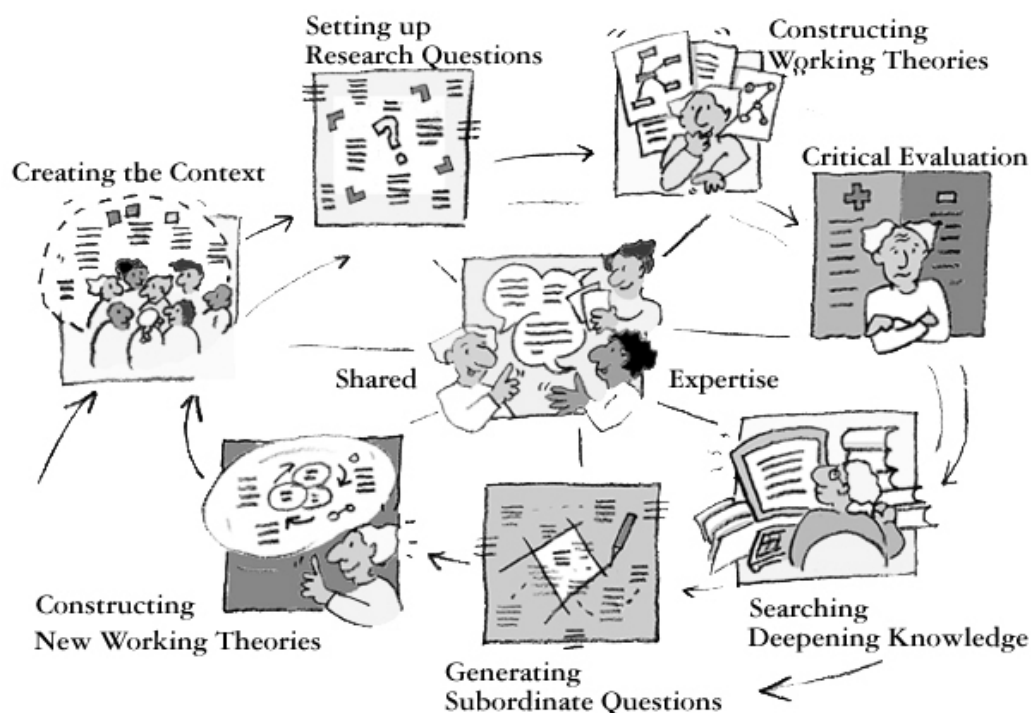 Setting up
Research Questions
Constructing
Working Theories
Creating the Context
Critical Evaluation
Shared
Expertise
Searching
Deepening Knowledge
Constructing
New Working Theories
Generating
Subordinate Questions